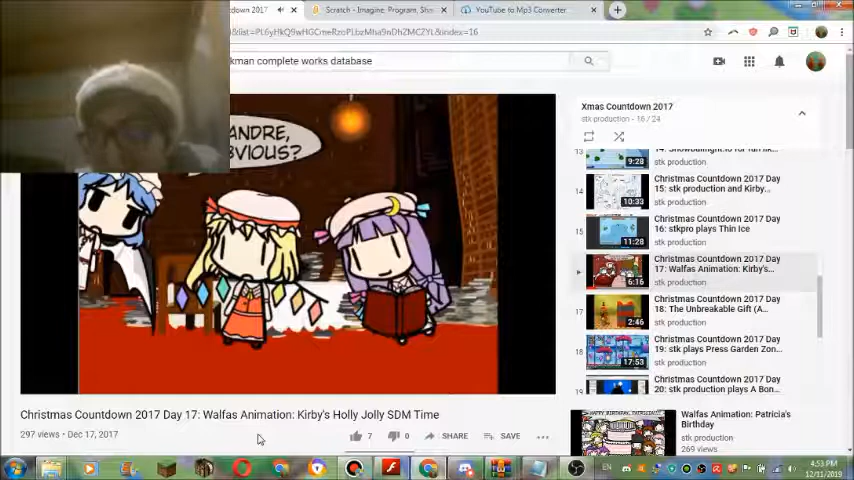 down 2017
Scratch - Imagine, Program, Sh
YouTube to Mp3 Converter
list=PL6yHkQ9wHGCmeRzoPLbzMha9nDhZMCZYL&index=16
kman complete works database
ANDRE,
BVIOUS?
Xmas Countdown 2017
stk production - 16 / 24
13
9:28
stk production
14
10:33
Christmas Countdown 2017 Day
15: stk production and Kirby...
stk production
15
11:28
Christmas Countdown 2017 Day
16: stkpro plays Thin Ice
stk production
6:16
Christmas Countdown 2017 Day
17: Walfas Animation: Kirby's...
stk production
17
2:46
Christmas Countdown 2017 Day
18: The Unbreakable Gift (A...
stk production
18
17:53
Christmas Countdown 2017 Day
19: stk plays Press Garden Zon...
stk production
19
Christmas Countdown 2017 Day
20: stk production plays A Bon...
Christmas Countdown 2017 Day 17: Walfas Animation: Kirby's Holly Jolly SDM Time
297 views • Dec 17, 2017
7
0
SHARE
SAVE
HAPPY BIRTHDAY, PATRICIA!!!
Walfas Animation: Patricia's
Birthday
stk production
269 views
EN
4:53 PM
12/11/2019